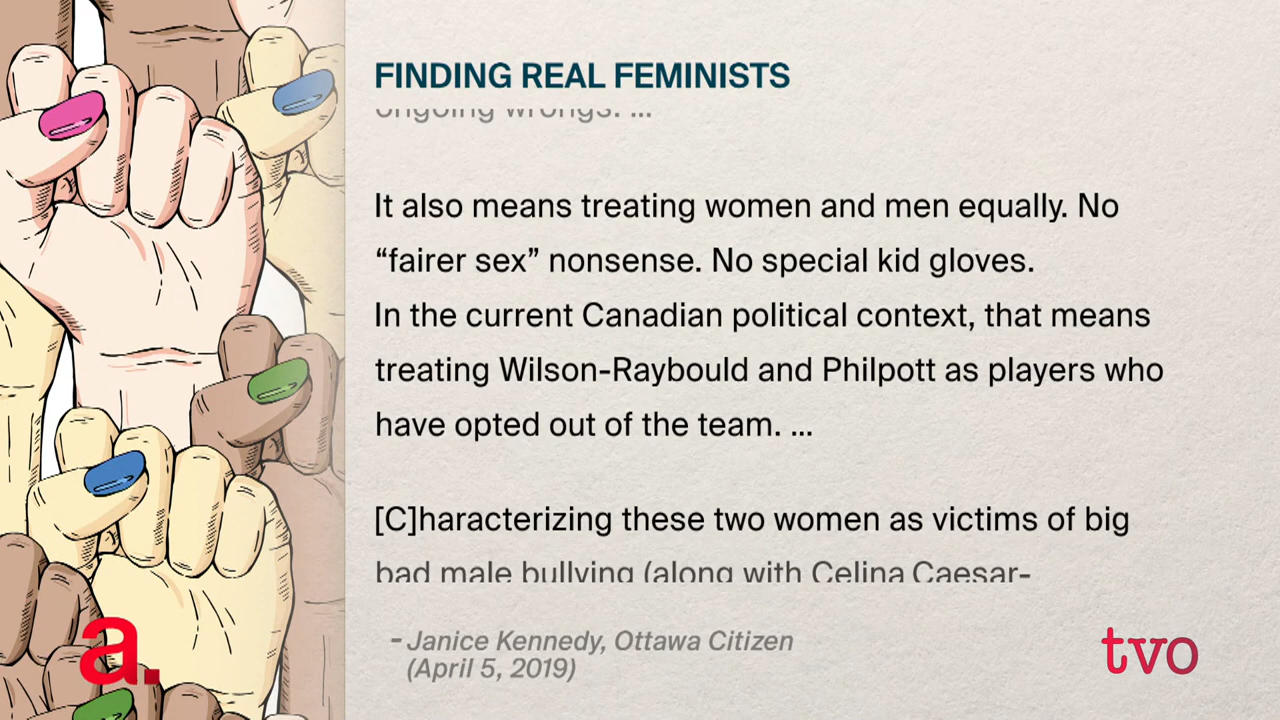 FINDING REAL FEMINISTS
ongoing wrongs. ...
It also means treating women and men equally. No
“fairer sex” nonsense. No special kid gloves.
In the current Canadian political context, that means
treating Wilson-Raybould and Philpott as players who
have opted out of the team. ...
[C]haracterizing these two women as victims of big
bad male bullying (along with Celina Caesar-
- Janice Kennedy, Ottawa Citizen
(April 5, 2019)
a.
tvo